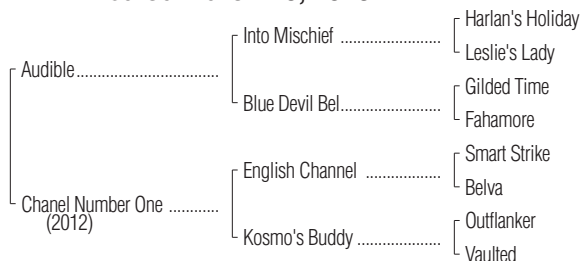 Harlan's Holiday
Into Mischief
Leslie's Lady
Audible
Gilded Time
Blue Devil Bel
Fahamore
Smart Strike
English Channel
Belva
Chanel Number One
(2012)
Outflanker
Kosmo's Buddy
Vaulted